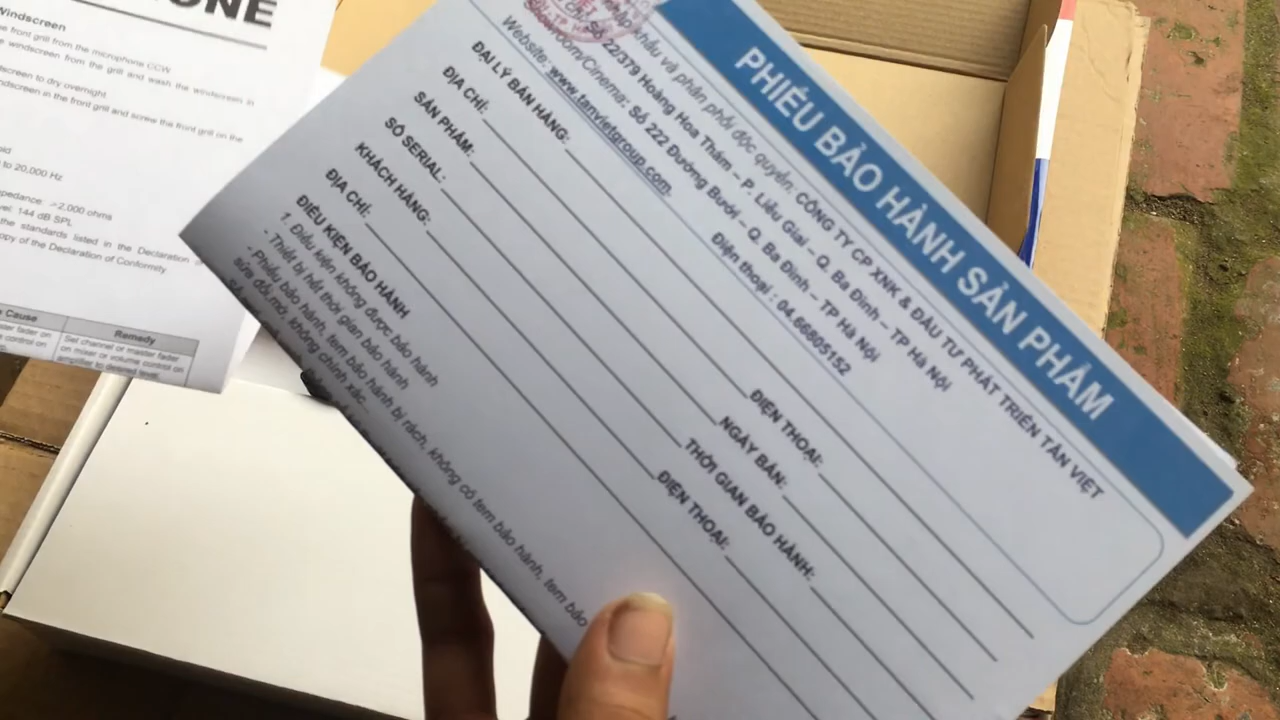 PHIẾU BẢO HÀNH SẢN PHẨM
khẩu và phân phối độc quyền: CÔNG TY CP XNK & ĐẦU TƯ PHÁT TRIỂN TÂN VIỆT
Số 22/379 Hoàng Hoa Thám – P. Liễu Giai – Q. Ba Đình – TP Hà Nội
Showroom/Cinema: Số 222 Đường Bưởi – Q. Ba Đình – TP Hà Nội
Website: www.tanvietgroup.com Điện thoại : 04.66805152
ĐẠI LÝ BÁN HÀNG:
ĐỊA CHỈ: ĐIỆN THOẠI:
SẢN PHẨM: NGÀY BÁN:
SỐ SERIAL: THỜI GIAN BẢO HÀNH:
KHÁCH HÀNG: ĐIỆN THOẠI:
ĐỊA CHỈ:
ĐIỀU KIỆN BẢO HÀNH
1. Điều kiện không được bảo hành
- Thiết bị hết thời gian bảo hành
- Phiếu bảo hành, tem bảo hành bị rách, không có tem bảo hành, tem bảo
sửa đổi,mờ, không chính xác..
Windscreen
front grill from the microphone CCW
windscreen from the grill and wash the windscreen in
screen to dry overnight
in the front grill and screw the front grill on the
to 20,000 Hz
>2,000 ohms
144 dB SPL
the standards listed in the Declaration
copy of the Declaration of Conformity
Cause Remedy
fader on Set channel or master fader
control on on mixer or volume control on
amplifier to desired level.